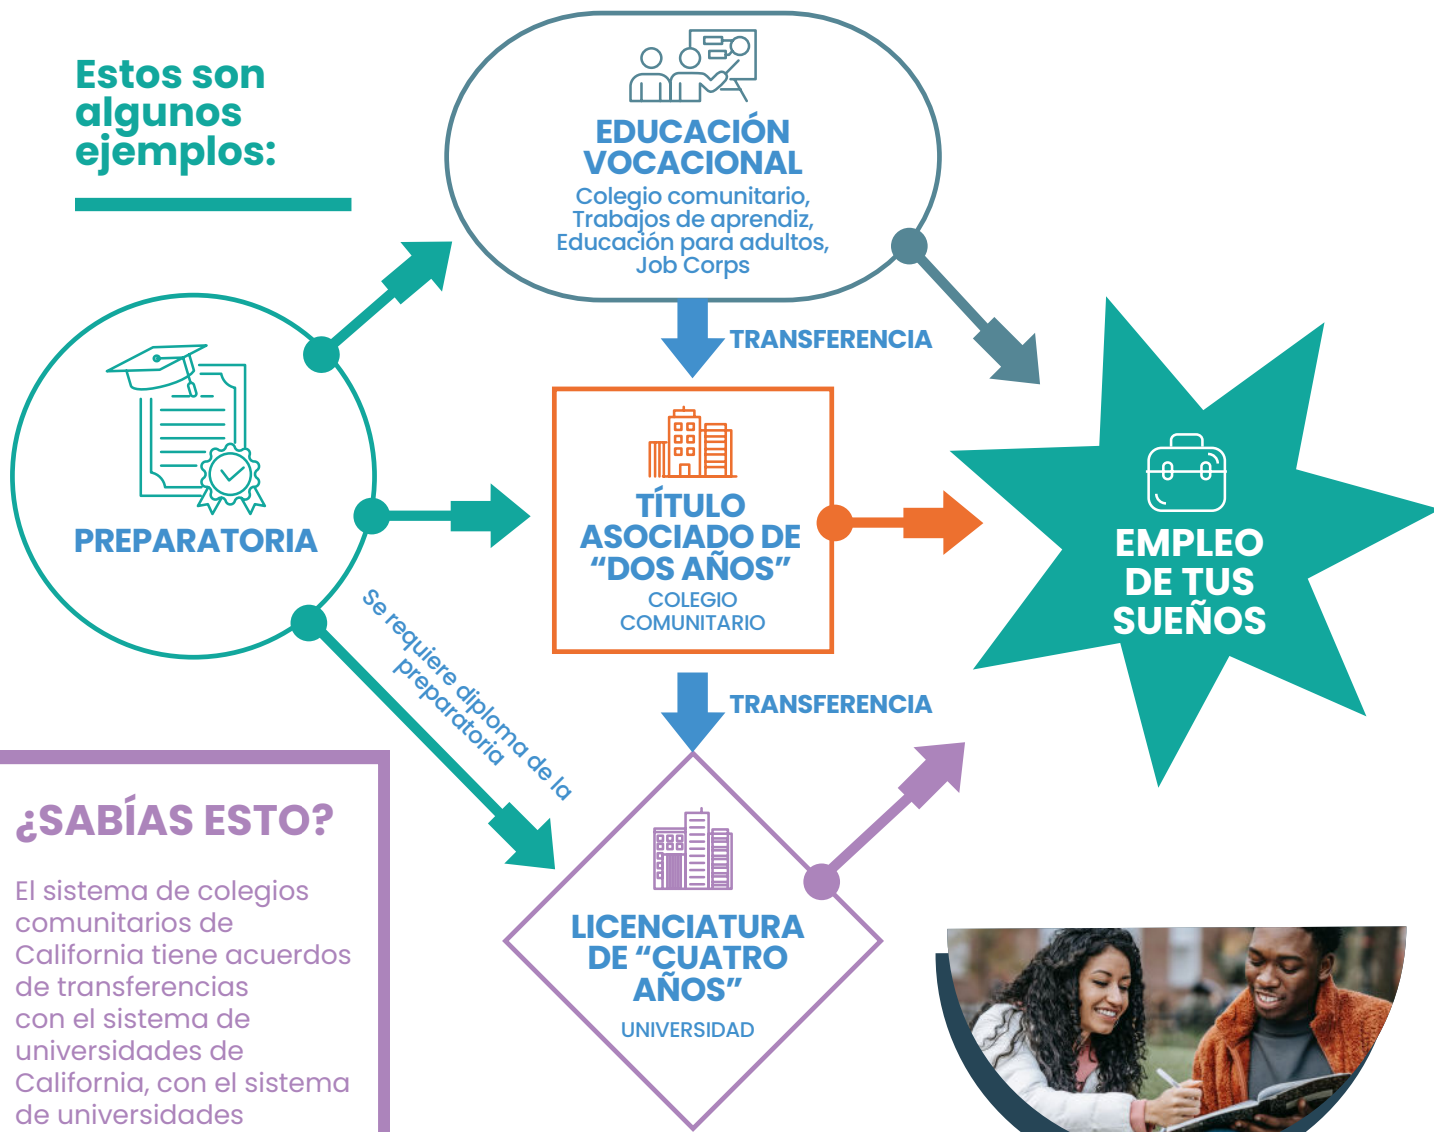 Estos son
algunos
ejemplos:
EDUCACIÓN
VOCACIONAL
Colegio comunitario,
Trabajos de aprendiz,
Educación para adultos,
Job Corps
TRANSFERENCIA
PREPARATORIA
TÍTULO
ASOCIADO DE
“DOS AÑOS”
COLEGIO
COMUNITARIO
EMPLEO
DE TUS
SUEÑOS
Se requiere diploma de la
preparatoria
TRANSFERENCIA
LICENCIATURA
DE “CUATRO
AÑOS”
UNIVERSIDAD
¿SABÍAS ESTO?
El sistema de colegios
comunitarios de
California tiene acuerdos
de transferencias
con el sistema de
universidades de
California, con el sistema
de universidades